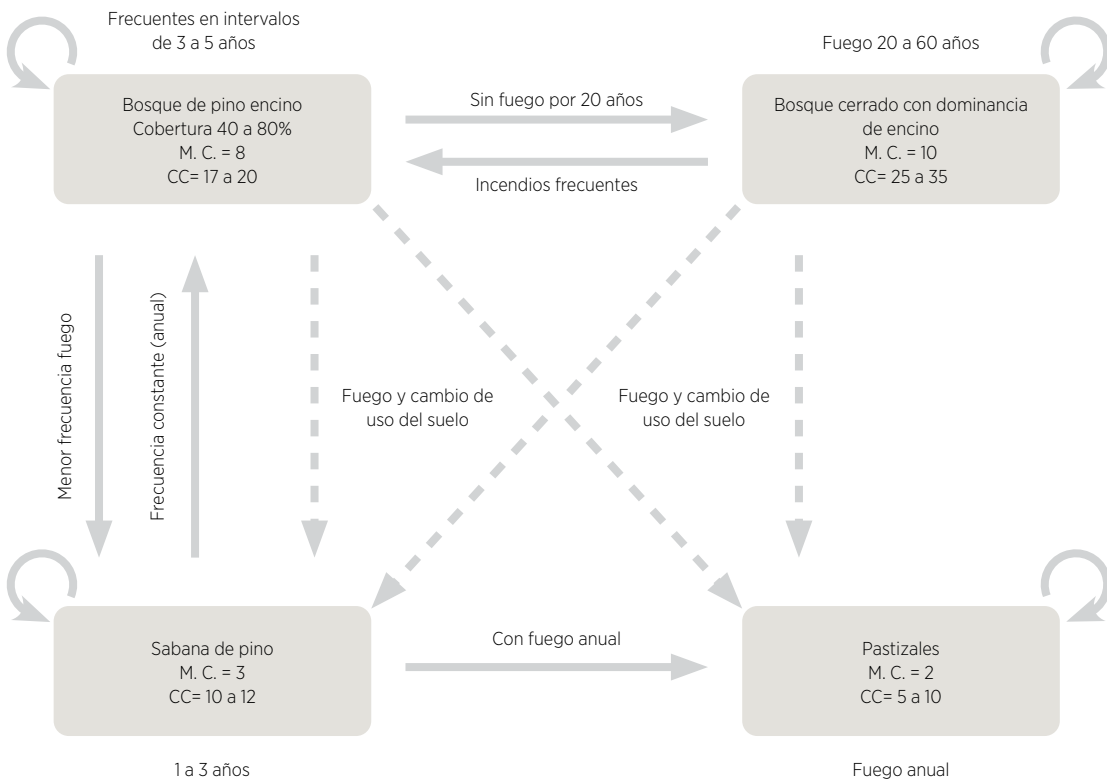 Frecuentes en intervalos
de 3 a 5 años
Fuego 20 a 60 años
Bosque de pino encino
Cobertura 40 a 80%
M. C. = 8
CC= 17 a 20
Sin fuego por 20 años
Incendios frecuentes
Bosque cerrado con dominancia
de encino
M. C. = 10
CC= 25 a 35
Menor frecuencia fuego
Frecuencia constante (anual)
Fuego y cambio de
uso del suelo
Fuego y cambio de
uso del suelo
Sabana de pino
M. C. = 3
CC= 10 a 12
Con fuego anual
Pastizales
M. C. = 2
CC= 5 a 10
1 a 3 años
Fuego anual